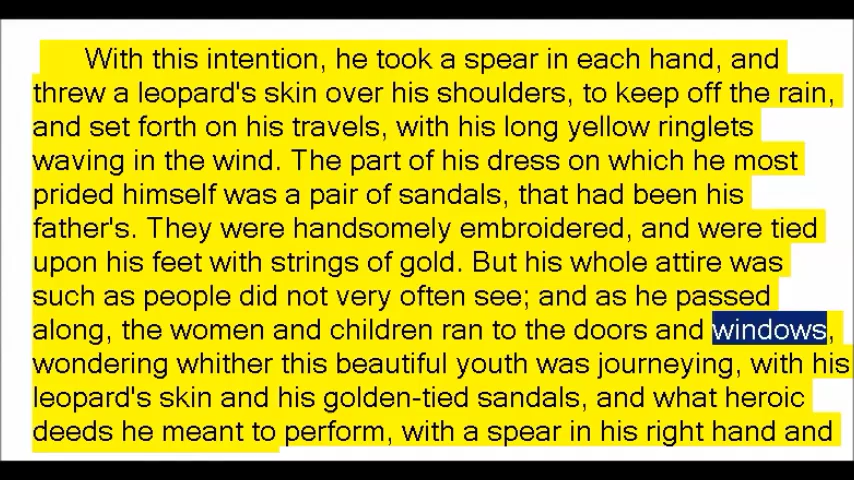 With this intention, he took a spear in each hand, and
threw a leopard's skin over his shoulders, to keep off the rain,
and set forth on his travels, with his long yellow ringlets
waving in the wind. The part of his dress on which he most
prided himself was a pair of sandals, that had been his
father's. They were handsomely embroidered, and were tied
upon his feet with strings of gold. But his whole attire was
such as people did not very often see; and as he passed
along, the women and children ran to the doors and windows,
wondering whither this beautiful youth was journeying, with his
leopard's skin and his golden-tied sandals, and what heroic
deeds he meant to perform, with a spear in his right hand and